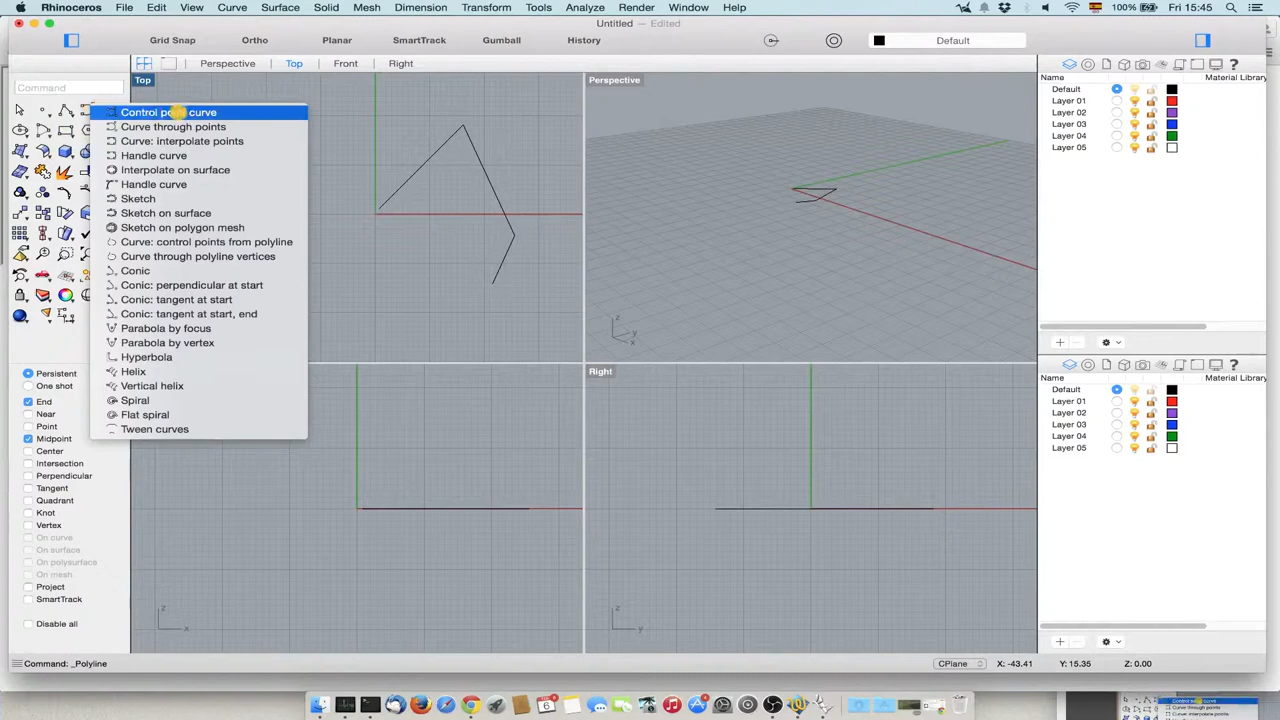 Rhinoceros File Edit View Curve Surface Solid Mesh Dimension Transform Tools Analyze Render Window Help 100% Fri 15:45
Untitled — Edited
Grid Snap Ortho Planar SmartTrack Gumball History Default
Perspective Top Front Right
Command
Top
Perspective
Right
Control point curve
Curve through points
Curve: interpolate points
Handle curve
Interpolate on surface
Handle curve
Sketch
Sketch on surface
Sketch on polygon mesh
Curve: control points from polyline
Curve through polyline vertices
Conic
Conic: perpendicular at start
Conic: tangent at start
Conic: tangent at start, end
Parabola by focus
Parabola by vertex
Hyperbola
Helix
Vertical helix
Spiral
Flat spiral
Tween curves
Persistent
One shot
End
Near
Point
Midpoint
Center
Intersection
Perpendicular
Tangent
Quadrant
Knot
Vertex
On curve
On surface
On polysurface
On mesh
Project
SmartTrack
Disable all
z
y
x
z
x
z
y
Name Material Library
Default
Layer 01
Layer 02
Layer 03
Layer 04
Layer 05
Name Material Library
Default
Layer 01
Layer 02
Layer 03
Layer 04
Layer 05
Command: _Polyline CPlane X: -43.41 Y: 15.35 Z: 0.00
6